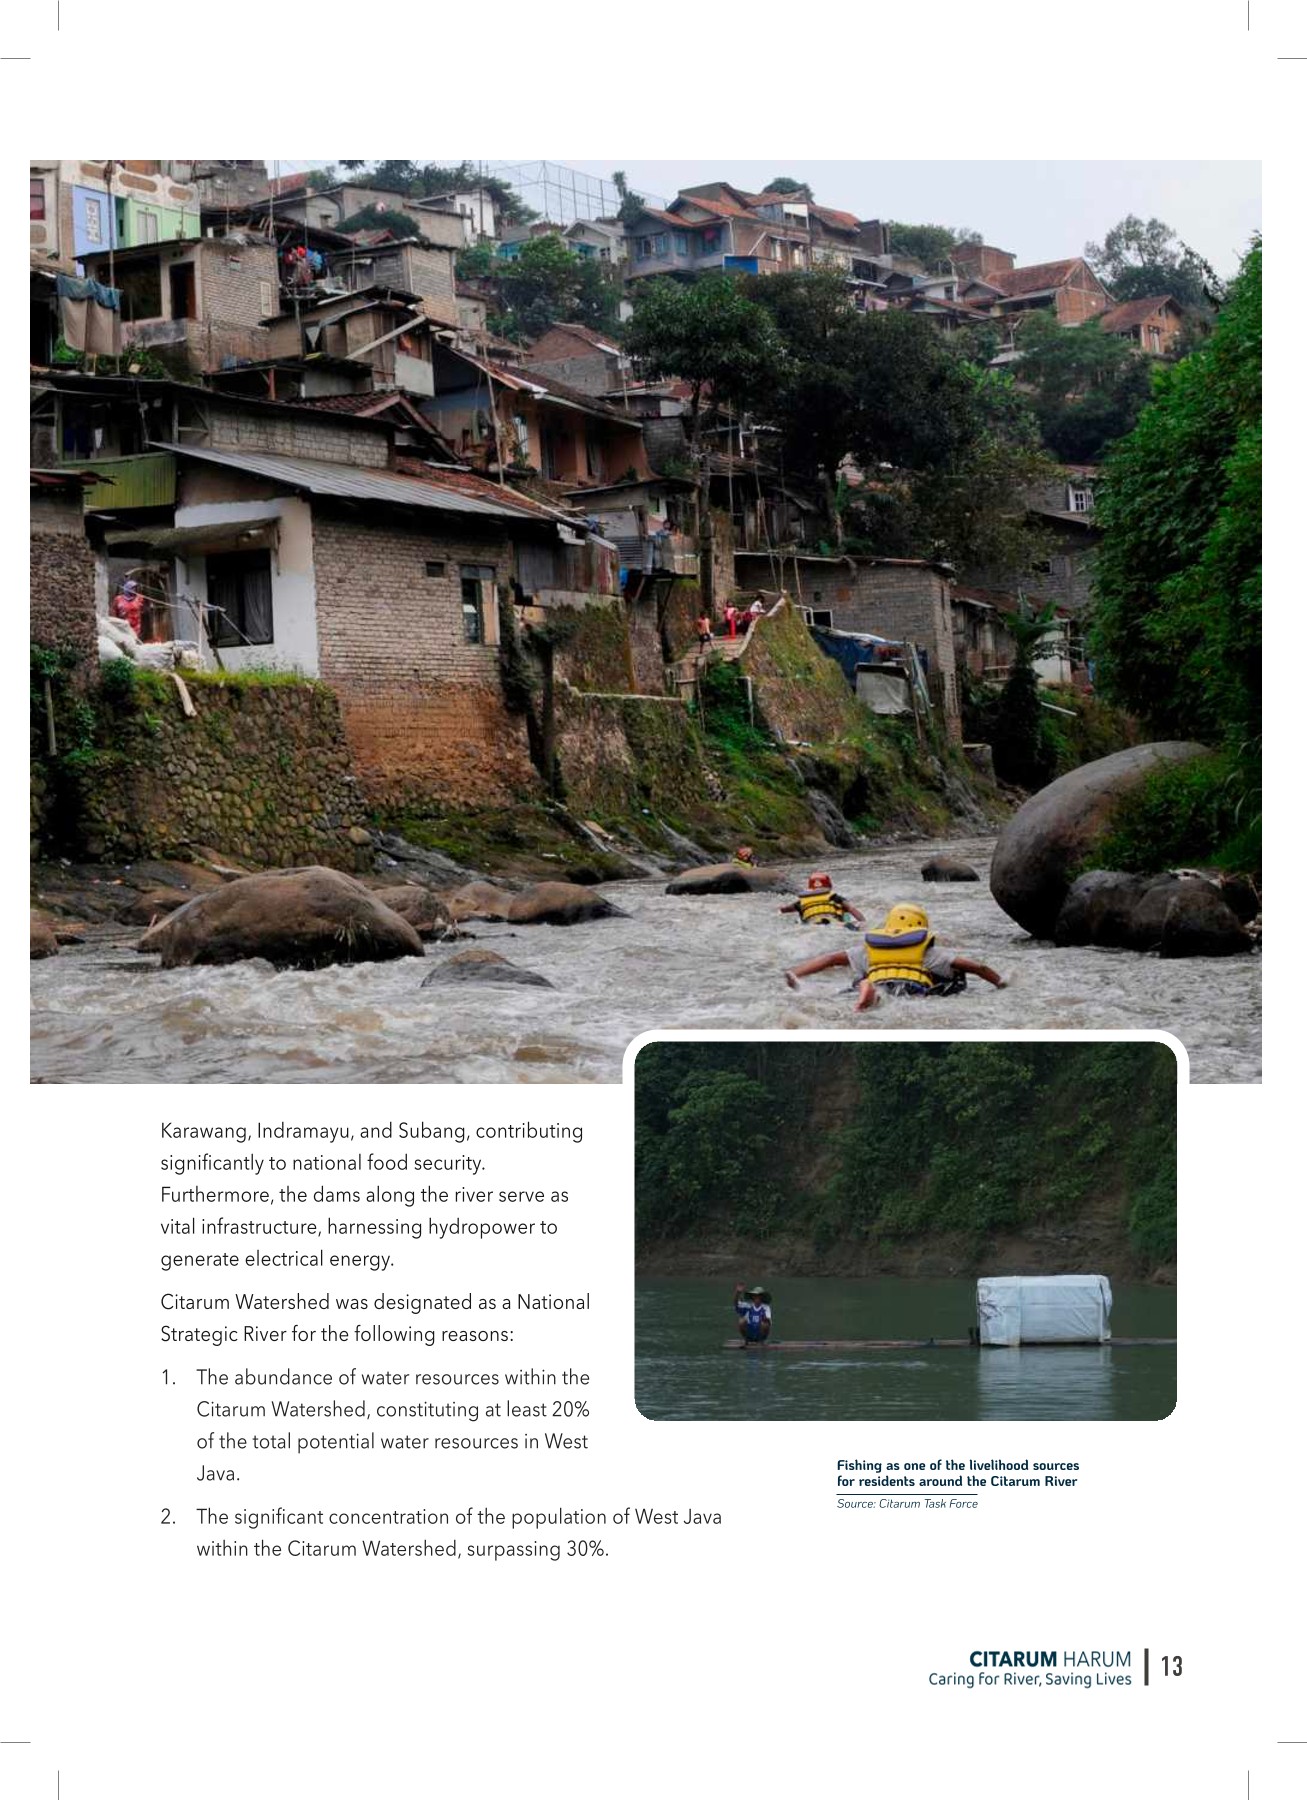 Karawang, Indramayu, and Subang, contributing
significantly to national food security.
Furthermore, the dams along the river serve as
vital infrastructure, harnessing hydropower to
generate electrical energy.
Citarum Watershed was designated as a National
Strategic River for the following reasons:
1. The abundance of water resources within the
Citarum Watershed, constituting at least 20%
of the total potential water resources in West
Java.
2. The significant concentration of the population of West Java
within the Citarum Watershed, surpassing 30%.
Fishing as one of the livelihood sources
for residents around the Citarum River
Source: Citarum Task Force
CITARUM HARUM
Caring for River, Saving Lives
13